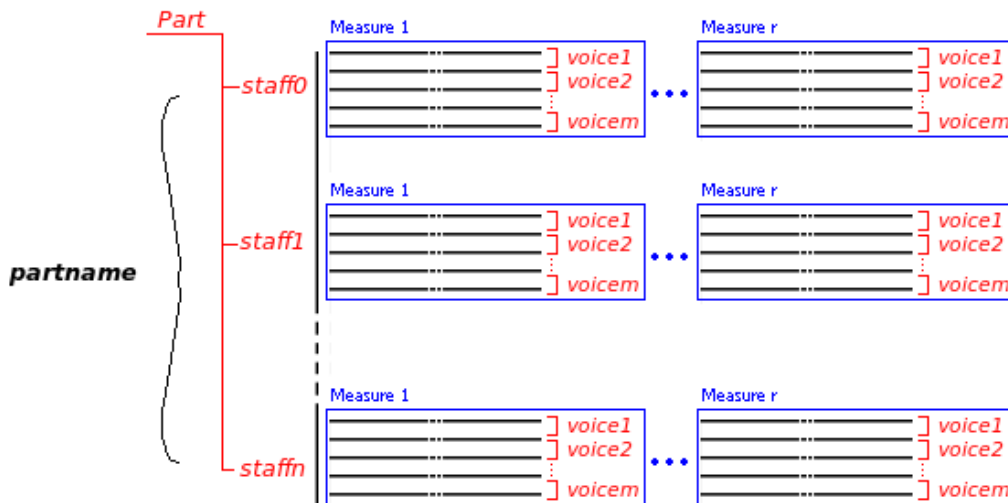 Part
Measure 1 Measure r
staff0
voice1 voice1
voice2 voice2
voicem voicem
Measure 1 Measure r
staff1
voice1 voice1
voice2 voice2
voicem voicem
partname
Measure 1 Measure r
staffn
voice1 voice1
voice2 voice2
voicem voicem